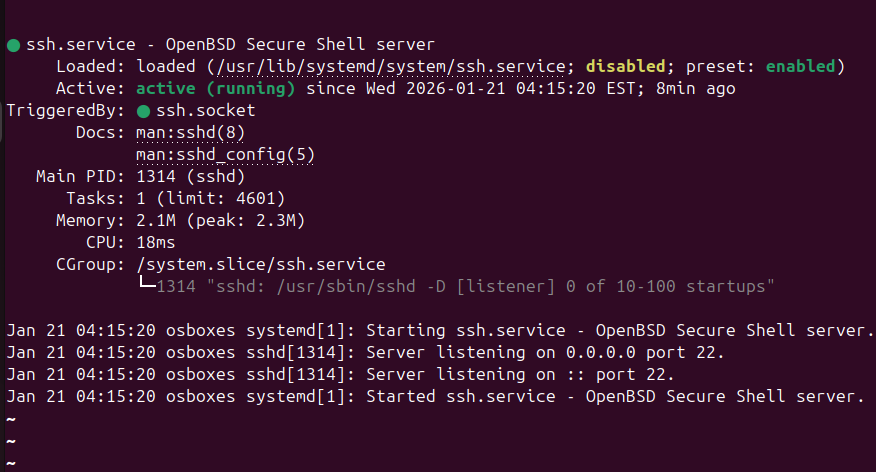 ● ssh.service - OpenBSD Secure Shell server
Loaded: loaded (/usr/lib/systemd/system/ssh.service; disabled; preset: enabled)
Active: active (running) since Wed 2026-01-21 04:15:20 EST; 8min ago
TriggeredBy: ● ssh.socket
Docs: man:sshd(8)
man:sshd_config(5)
Main PID: 1314 (sshd)
Tasks: 1 (limit: 4601)
Memory: 2.1M (peak: 2.3M)
CPU: 18ms
CGroup: /system.slice/ssh.service
└─1314 "sshd: /usr/sbin/sshd -D [listener] 0 of 10-100 startups"
Jan 21 04:15:20 osboxes systemd[1]: Starting ssh.service - OpenBSD Secure Shell server.
Jan 21 04:15:20 osboxes sshd[1314]: Server listening on 0.0.0.0 port 22.
Jan 21 04:15:20 osboxes sshd[1314]: Server listening on :: port 22.
Jan 21 04:15:20 osboxes systemd[1]: Started ssh.service - OpenBSD Secure Shell server.
~
~
~